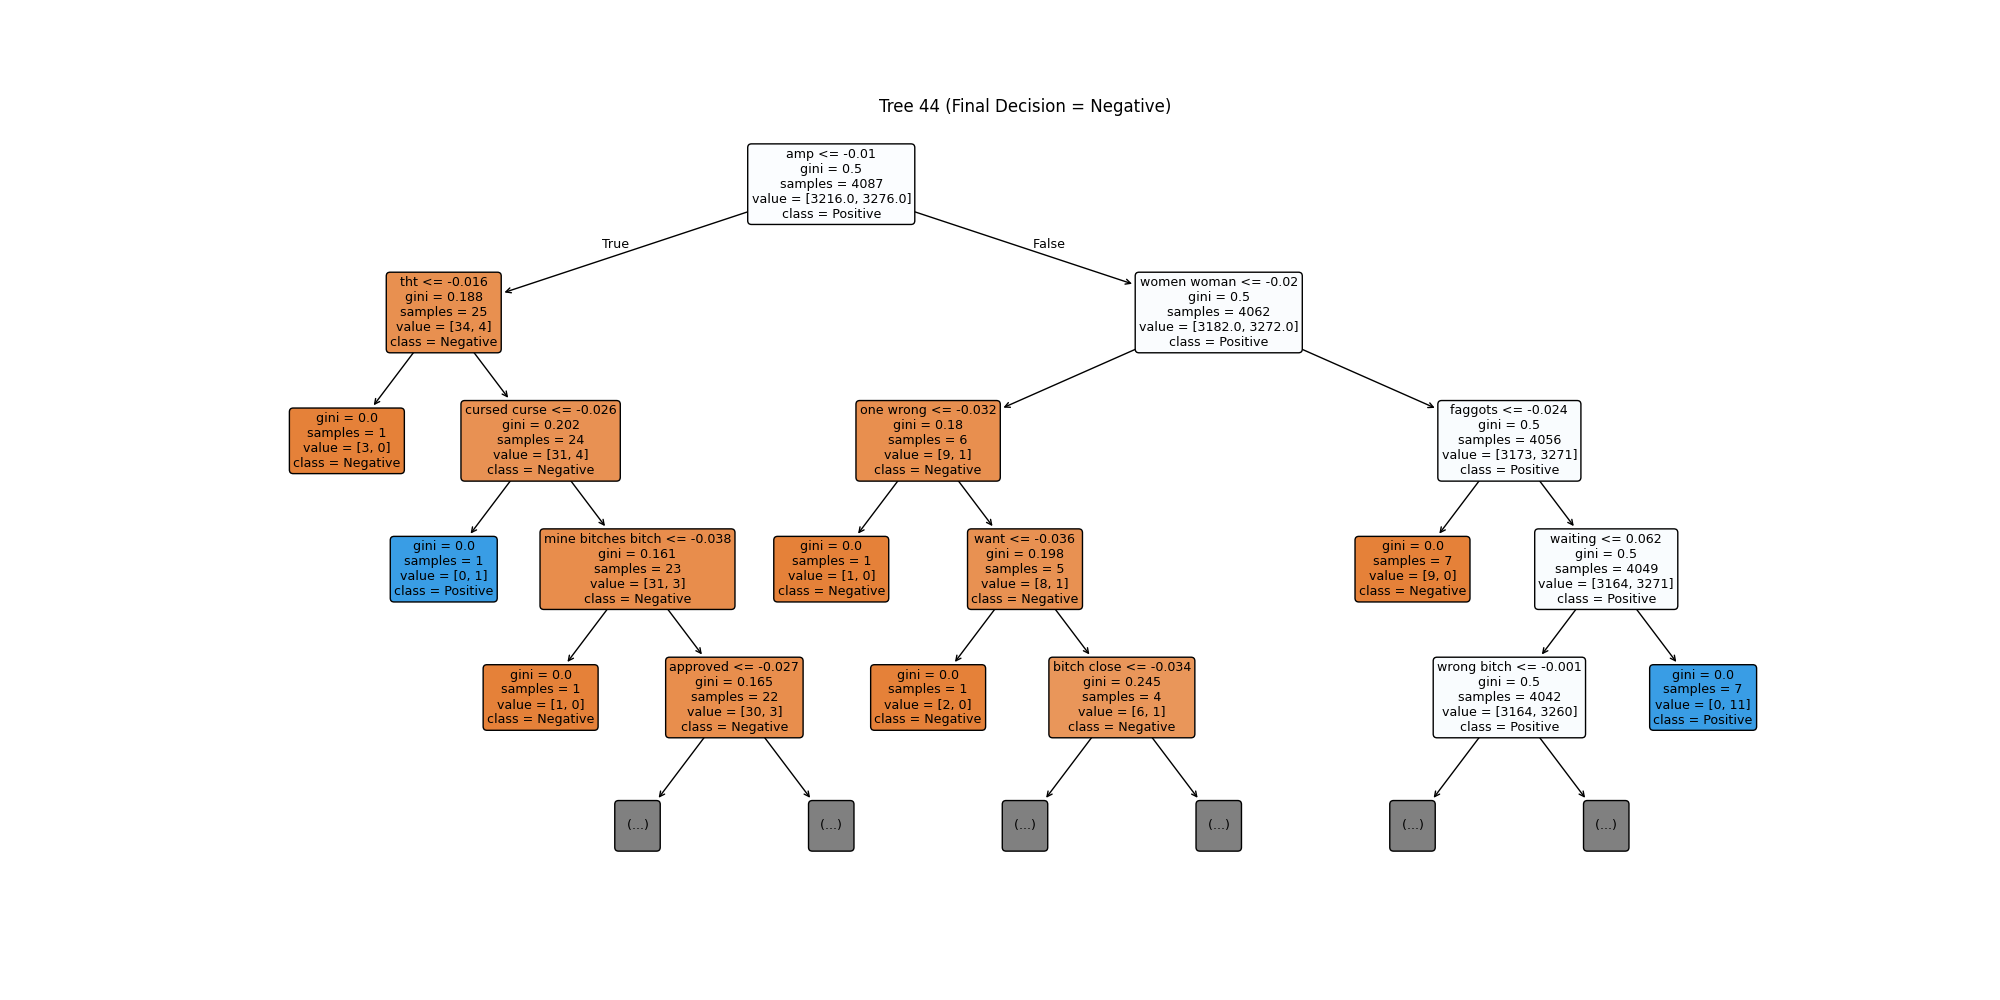 Tree 44 (Final Decision = Negative)
amp <= -0.01
gini = 0.5
samples = 4087
value = [3216.0, 3276.0]
class = Positive
True
False
tht <= -0.016
gini = 0.188
samples = 25
value = [34, 4]
class = Negative
women woman <= -0.02
gini = 0.5
samples = 4062
value = [3182.0, 3272.0]
class = Positive
gini = 0.0
samples = 1
value = [3, 0]
class = Negative
cursed curse <= -0.026
gini = 0.202
samples = 24
value = [31, 4]
class = Negative
one wrong <= -0.032
gini = 0.18
samples = 6
value = [9, 1]
class = Negative
faggots <= -0.024
gini = 0.5
samples = 4056
value = [3173, 3271]
class = Positive
gini = 0.0
samples = 1
value = [0, 1]
class = Positive
mine bitches bitch <= -0.038
gini = 0.161
samples = 23
value = [31, 3]
class = Negative
gini = 0.0
samples = 1
value = [1, 0]
class = Negative
want <= -0.036
gini = 0.198
samples = 5
value = [8, 1]
class = Negative
gini = 0.0
samples = 7
value = [9, 0]
class = Negative
waiting <= 0.062
gini = 0.5
samples = 4049
value = [3164, 3271]
class = Positive
gini = 0.0
samples = 1
value = [1, 0]
class = Negative
approved <= -0.027
gini = 0.165
samples = 22
value = [30, 3]
class = Negative
gini = 0.0
samples = 1
value = [2, 0]
class = Negative
bitch close <= -0.034
gini = 0.245
samples = 4
value = [6, 1]
class = Negative
wrong bitch <= -0.001
gini = 0.5
samples = 4042
value = [3164, 3260]
class = Positive
gini = 0.0
samples = 7
value = [0, 11]
class = Positive
(...)
(...)
(...)
(...)
(...)
(...)